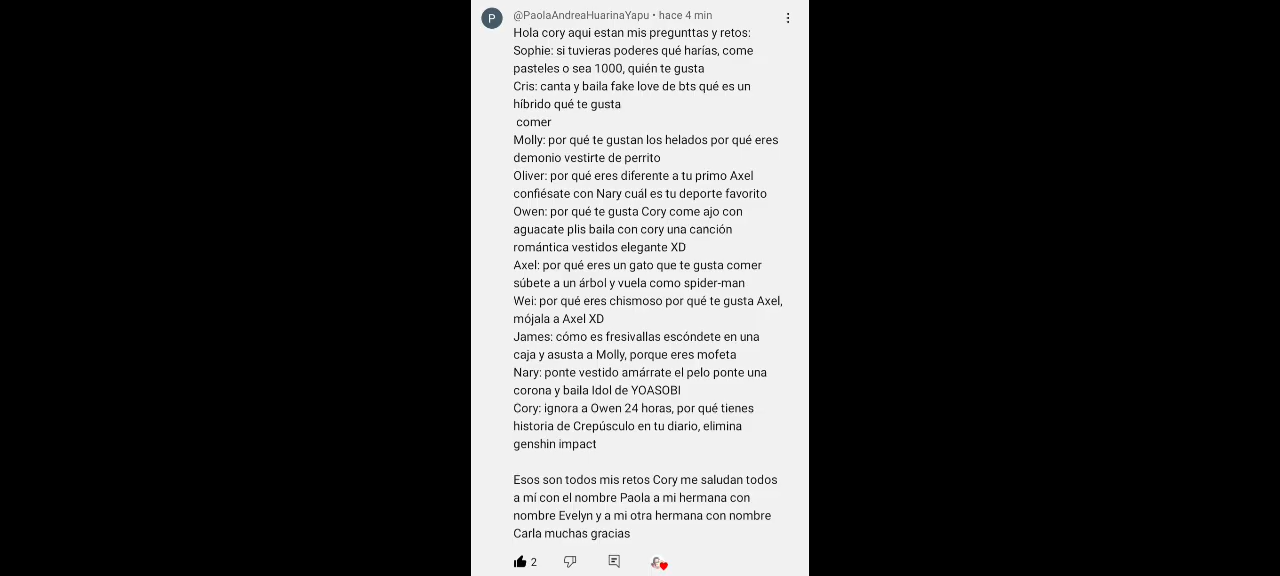 P
@PaolaAndreaHuarinaYapu • hace 4 min
Hola cory aqui estan mis pregunttas y retos:
Sophie: si tuvieras poderes qué harías, come
pasteles o sea 1000, quién te gusta
Cris: canta y baila fake love de bts qué es un
híbrido qué te gusta
comer
Molly: por qué te gustan los helados por qué eres
demonio vestirte de perrito
Oliver: por qué eres diferente a tu primo Axel
confiésate con Nary cuál es tu deporte favorito
Owen: por qué te gusta Cory come ajo con
aguacate plis baila con cory una canción
romántica vestidos elegante XD
Axel: por qué eres un gato que te gusta comer
súbete a un árbol y vuela como spider-man
Wei: por qué eres chismoso por qué te gusta Axel,
mójala a Axel XD
James: cómo es fresivallas escóndete en una
caja y asusta a Molly, porque eres mofeta
Nary: ponte vestido amárrate el pelo ponte una
corona y baila Idol de YOASOBI
Cory: ignora a Owen 24 horas, por qué tienes
historia de Crepúsculo en tu diario, elimina
genshin impact
Esos son todos mis retos Cory me saludan todos
a mí con el nombre Paola a mi hermana con
nombre Evelyn y a mi otra hermana con nombre
Carla muchas gracias
2